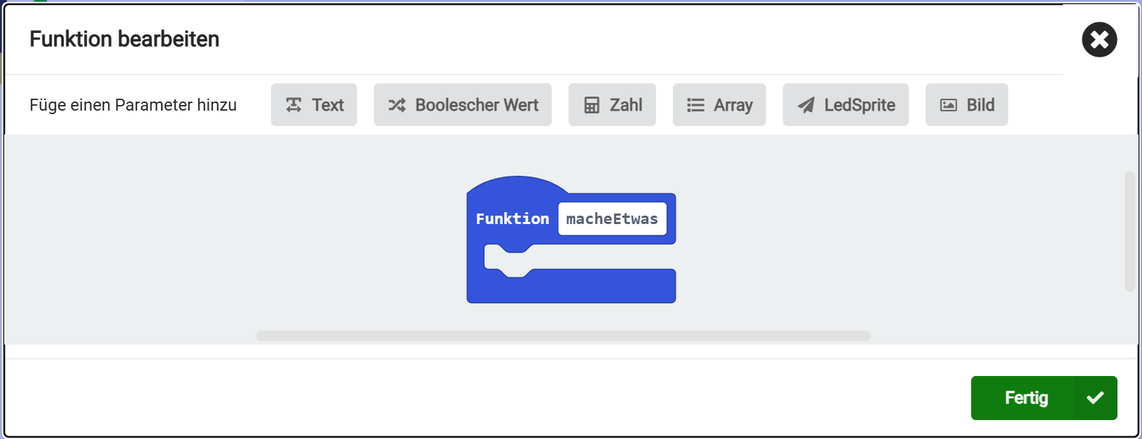 Funktion bearbeiten
Füge einen Parameter hinzu Text Boolescher Wert Zahl Array LedSprite Bild
Funktion macheEtwas
Fertig